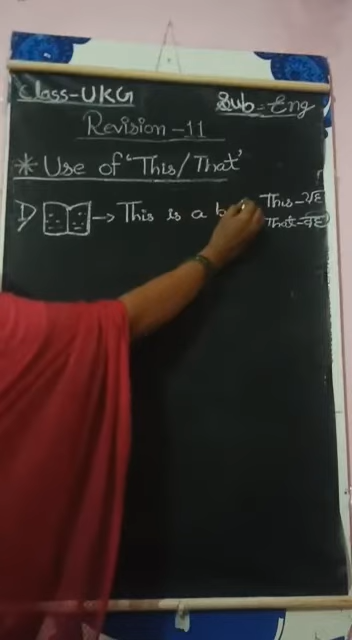 Class-UKG
Sub=Eng
Revision-11
* Use of 'This/That'
1) → This is a b
This - यह
That = वह